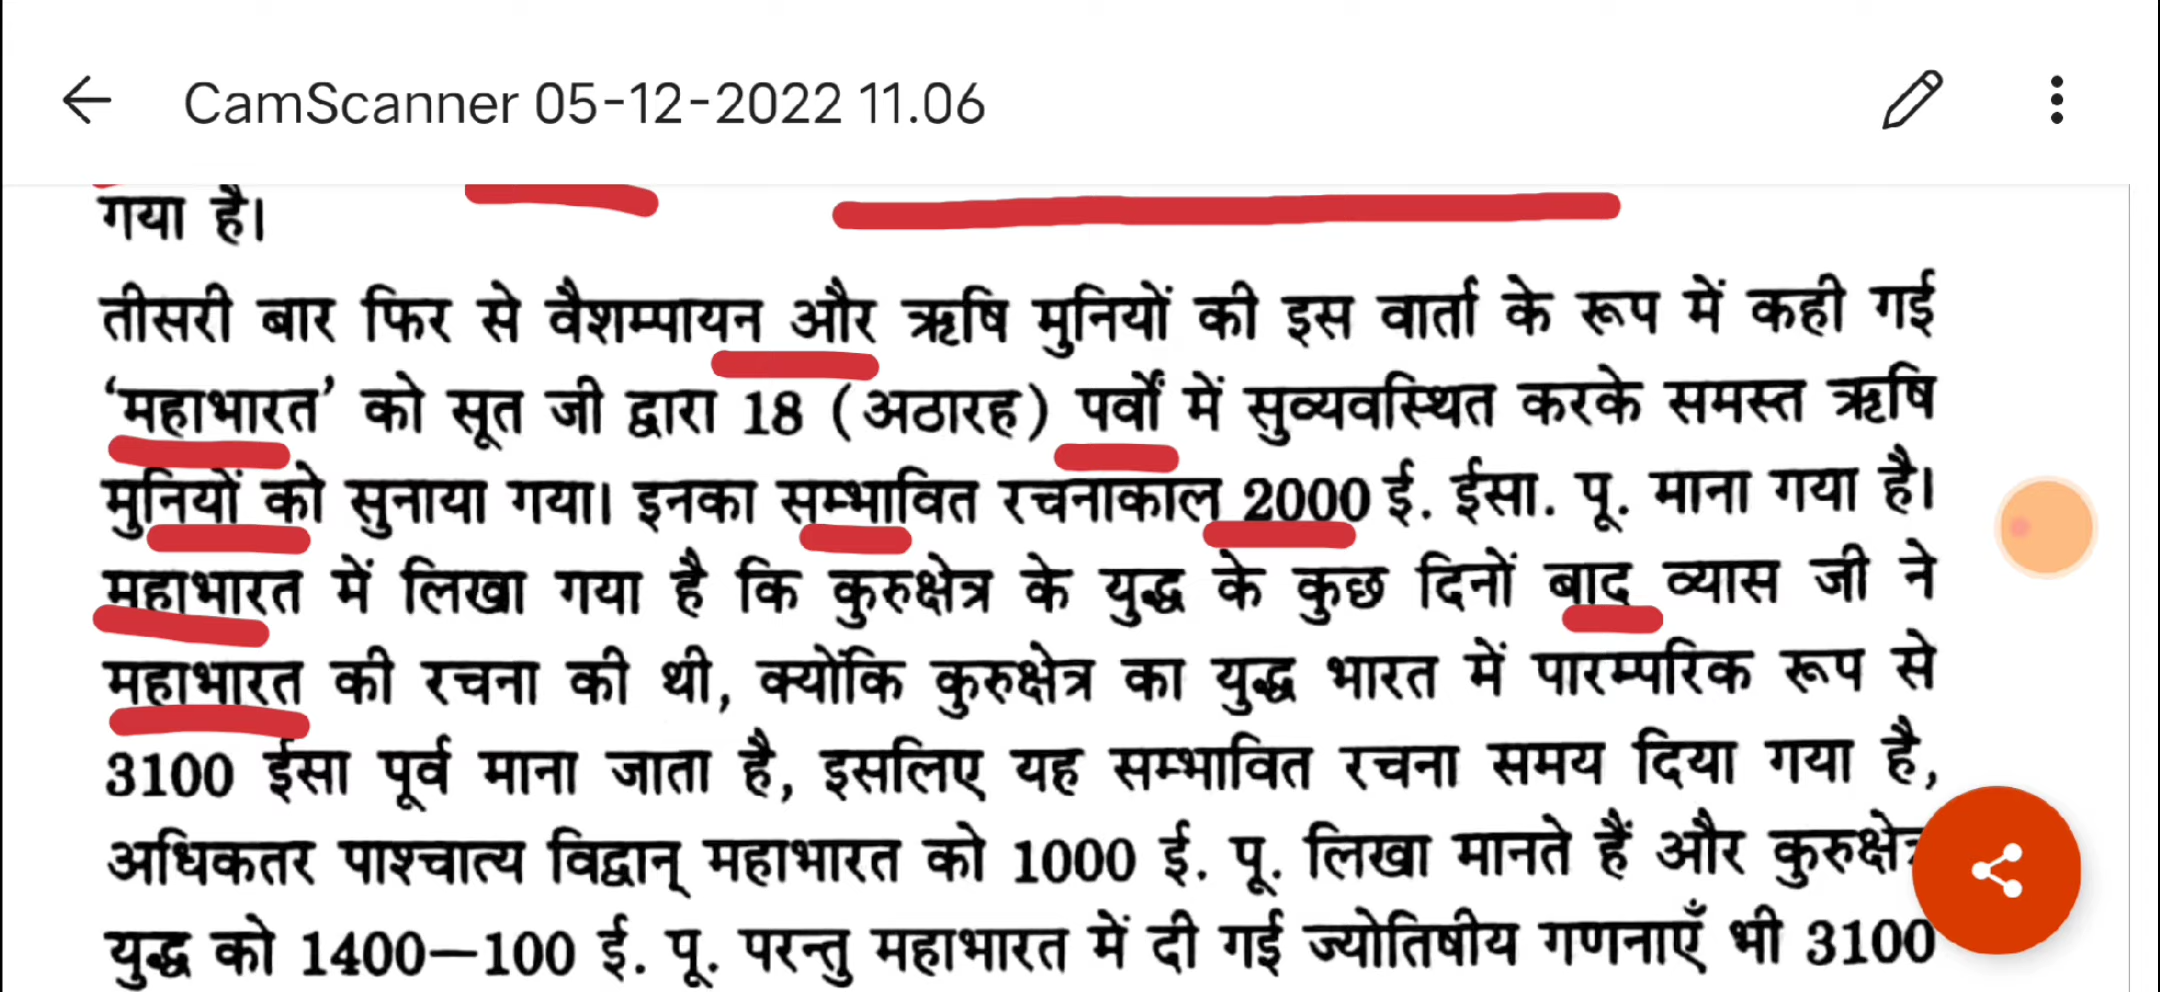 CamScanner 05-12-2022 11.06
गया है।
तीसरी बार फिर से वैशम्पायन और ऋषि मुनियों की इस वार्ता के रूप में कही गई
‘महाभारत’ को सूत जी द्वारा 18 (अठारह) पर्वों में सुव्यवस्थित करके समस्त ऋषि
मुनियों को सुनाया गया। इनका सम्भावित रचनाकाल 2000 ई. ईसा. पू. माना गया है।
महाभारत में लिखा गया है कि कुरुक्षेत्र के युद्ध के कुछ दिनों बाद व्यास जी ने
महाभारत की रचना की थी, क्योंकि कुरुक्षेत्र का युद्ध भारत में पारम्परिक रूप से
3100 ईसा पूर्व माना जाता है, इसलिए यह सम्भावित रचना समय दिया गया है,
अधिकतर पाश्चात्य विद्वान् महाभारत को 1000 ई. पू. लिखा मानते हैं और कुरुक्षेत्र
युद्ध को 1400—100 ई. पू. परन्तु महाभारत में दी गई ज्योतिषीय गणनाएँ भी 3100